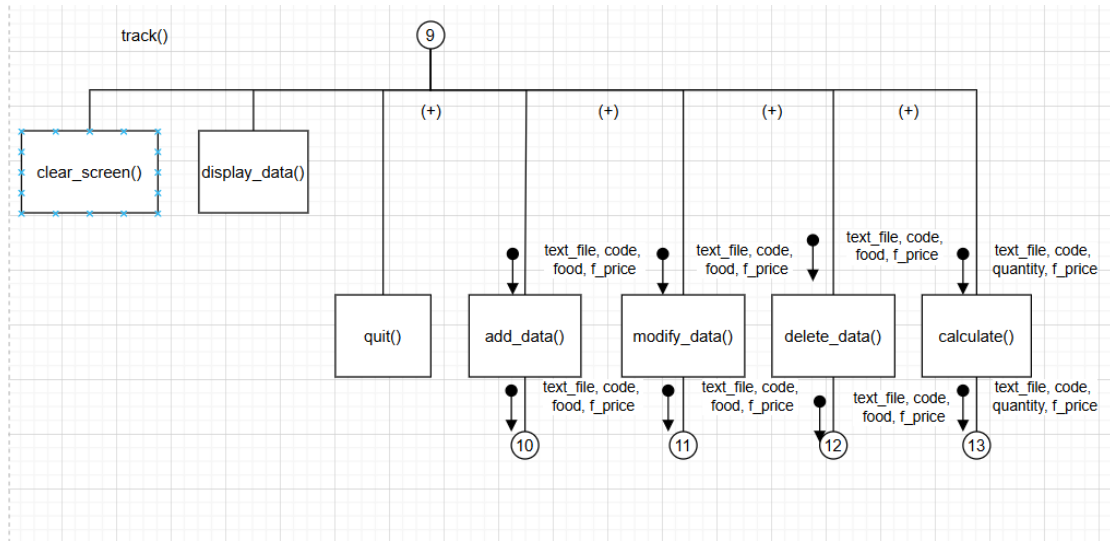 track()
9
(+)
(+)
(+)
(+)
clear_screen()
display_data()
text_file, code,
food, f_price
text_file, code,
food, f_price
text_file, code,
food, f_price
text_file, code,
quantity, f_price
quit()
add_data()
modify_data()
delete_data()
calculate()
text_file, code,
food, f_price
text_file, code,
food, f_price
text_file, code,
food, f_price
text_file, code,
quantity, f_price
10
11
12
13